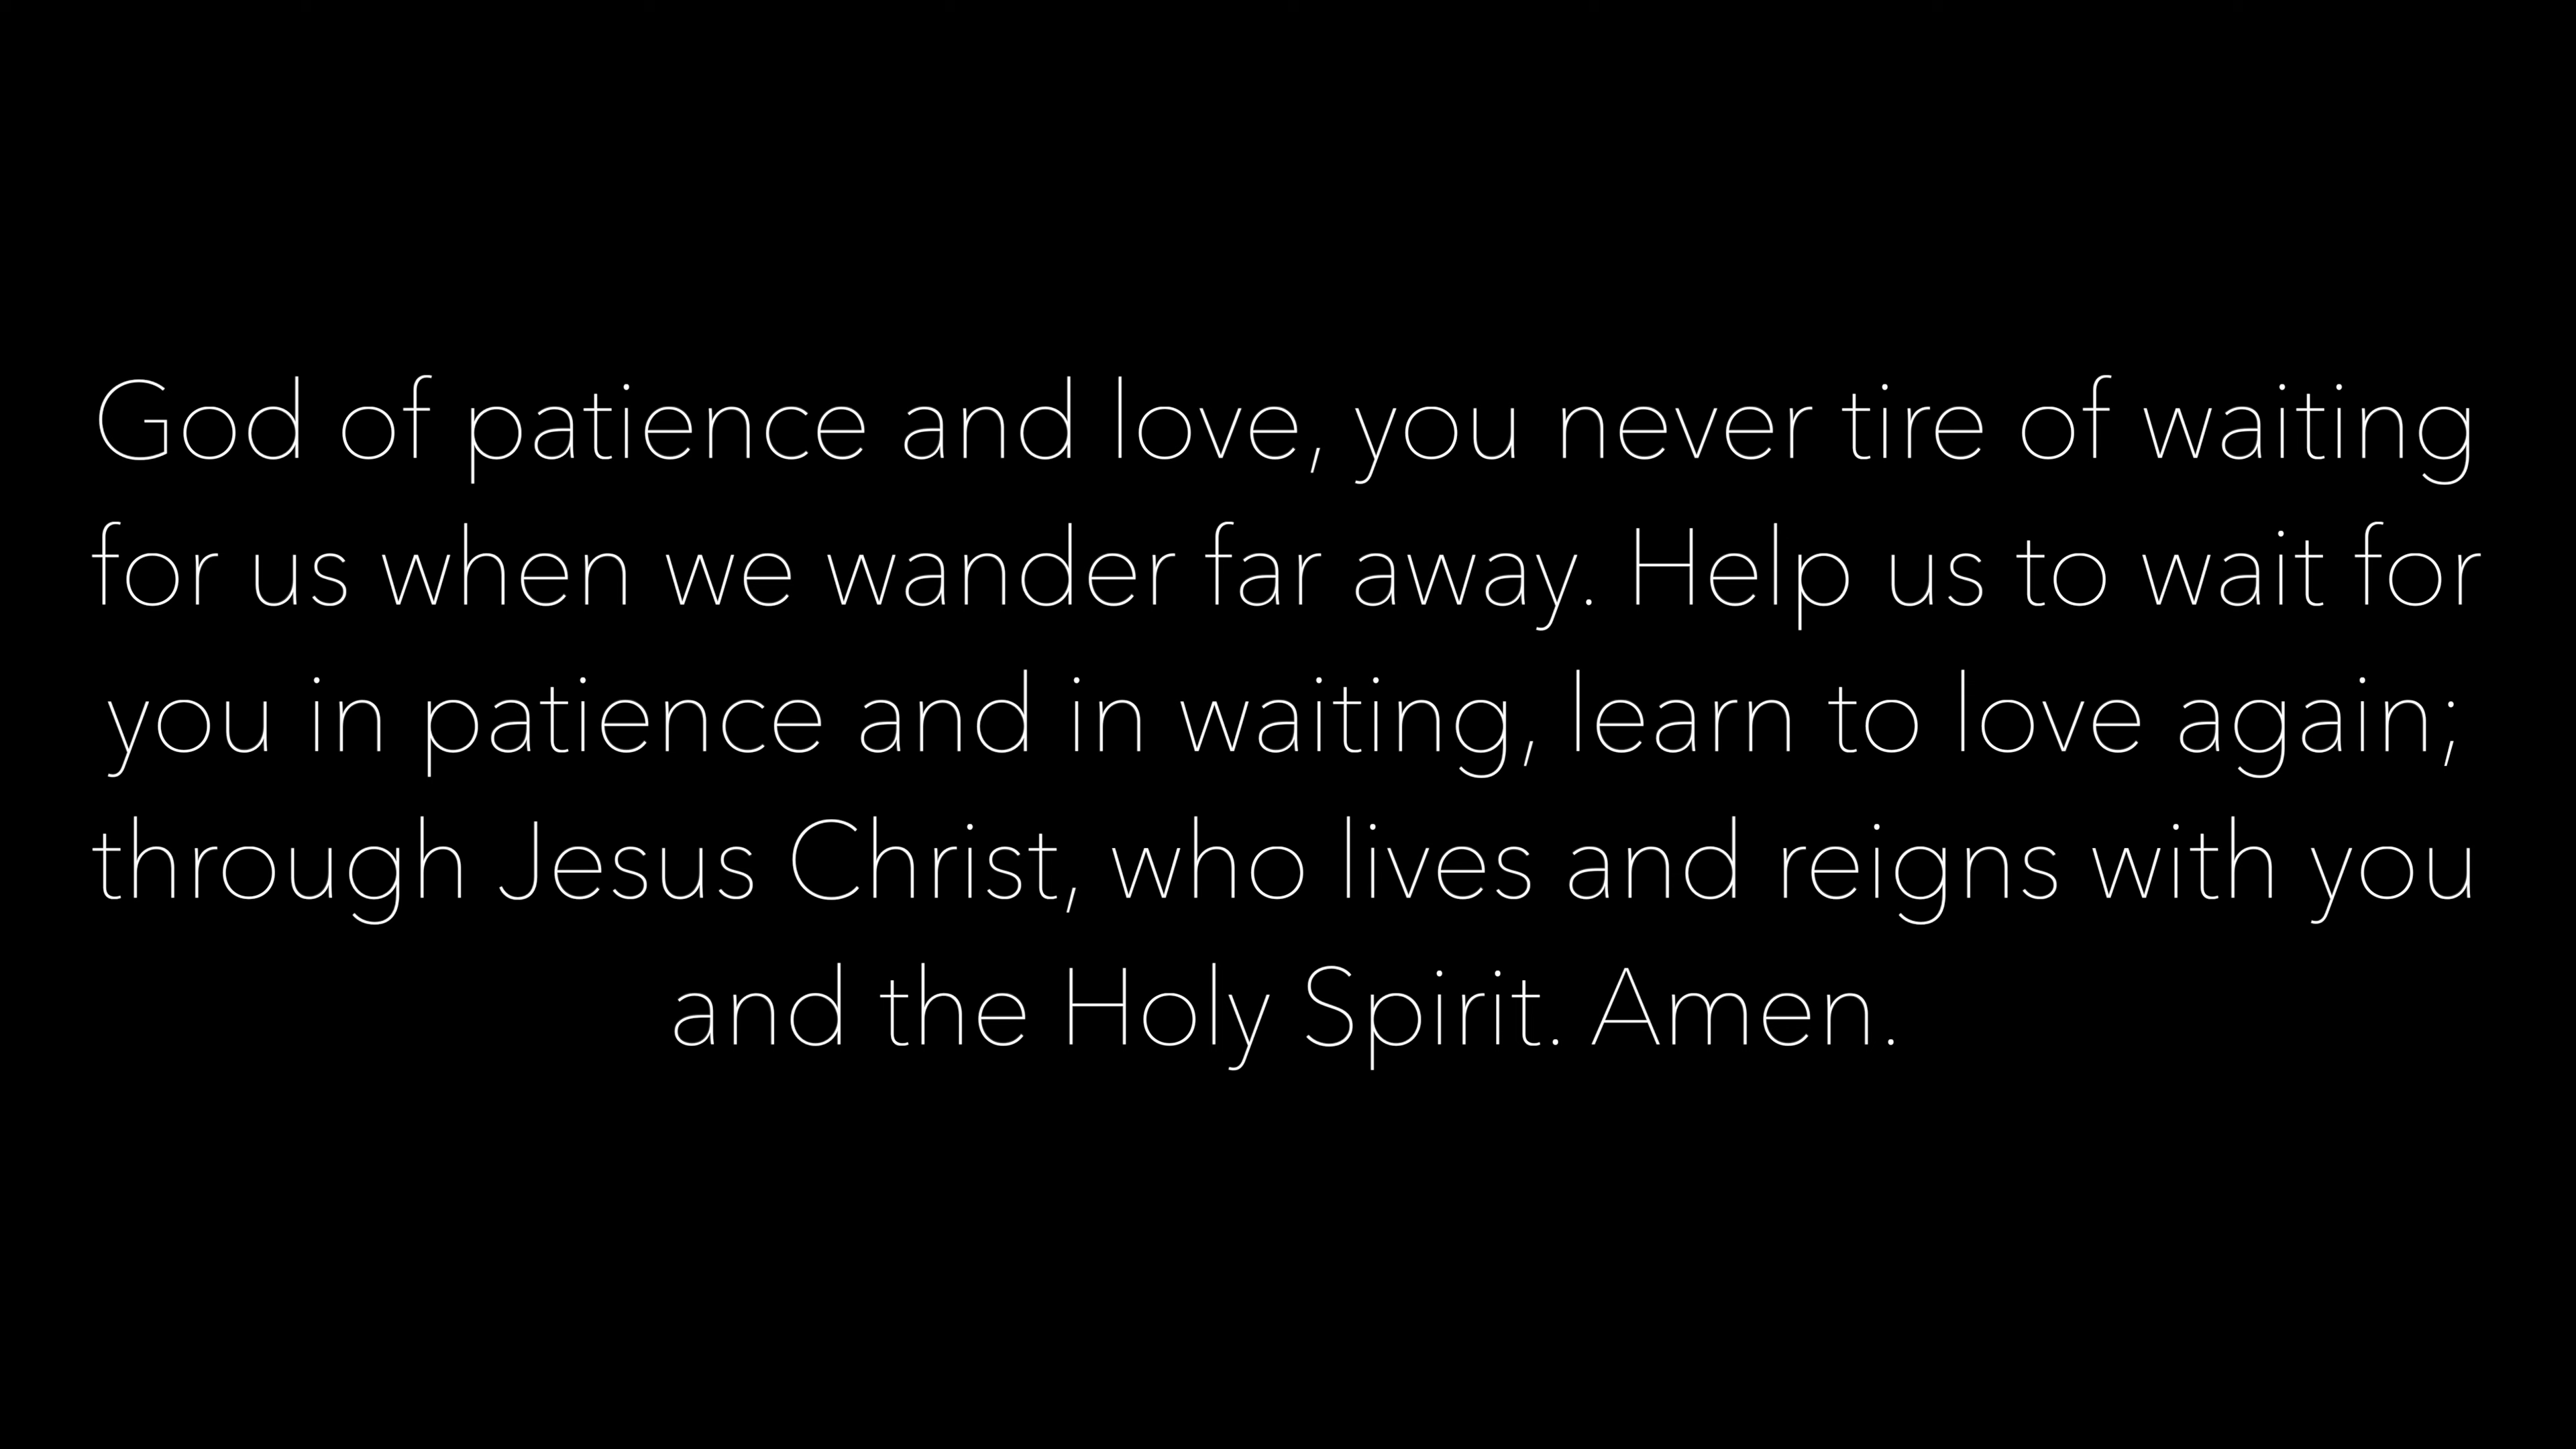 God of patience and love, you never tire of waiting
for us when we wander far away. Help us to wait for
you in patience and in waiting, learn to love again;
through Jesus Christ, who lives and reigns with you
and the Holy Spirit. Amen.